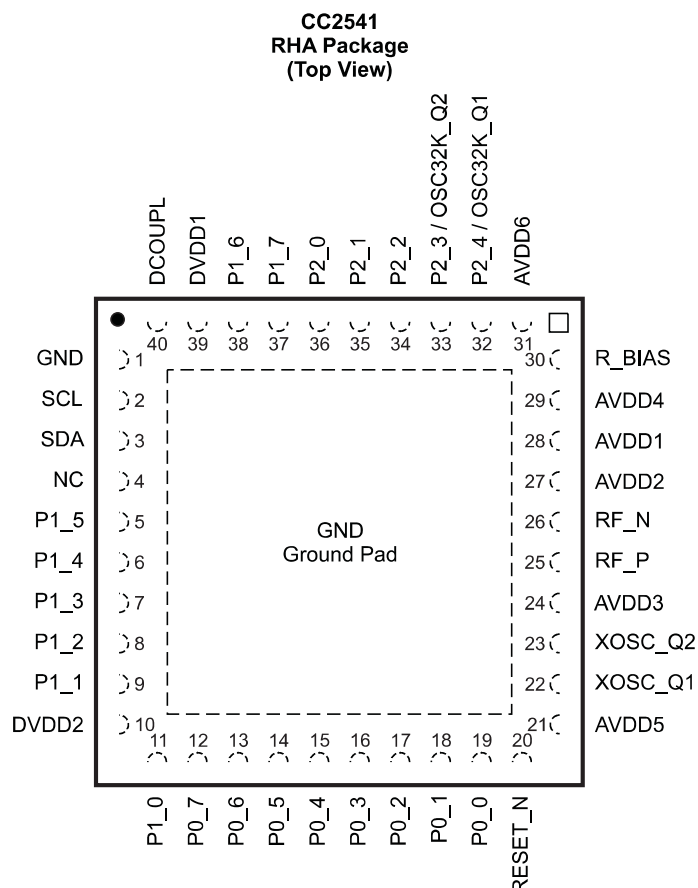 CC2541
RHA Package
(Top View)
DCOUPL
DVDD1
P1_6
P1_7
P2_0
P2_1
P2_2
P2_3 / OSC32K_Q2
P2_4 / OSC32K_Q1
AVDD6
40 39 38 37 36 35 34 33 32 31
GND 1
SCL 2
SDA 3
NC 4
P1_5 5
P1_4 6
P1_3 7
P1_2 8
P1_1 9
DVDD2 10
GND
Ground Pad
30 R_BIAS
29 AVDD4
28 AVDD1
27 AVDD2
26 RF_N
25 RF_P
24 AVDD3
23 XOSC_Q2
22 XOSC_Q1
21 AVDD5
11 12 13 14 15 16 17 18 19 20
P1_0
P0_7
P0_6
P0_5
P0_4
P0_3
P0_2
P0_1
P0_0
RESET_N